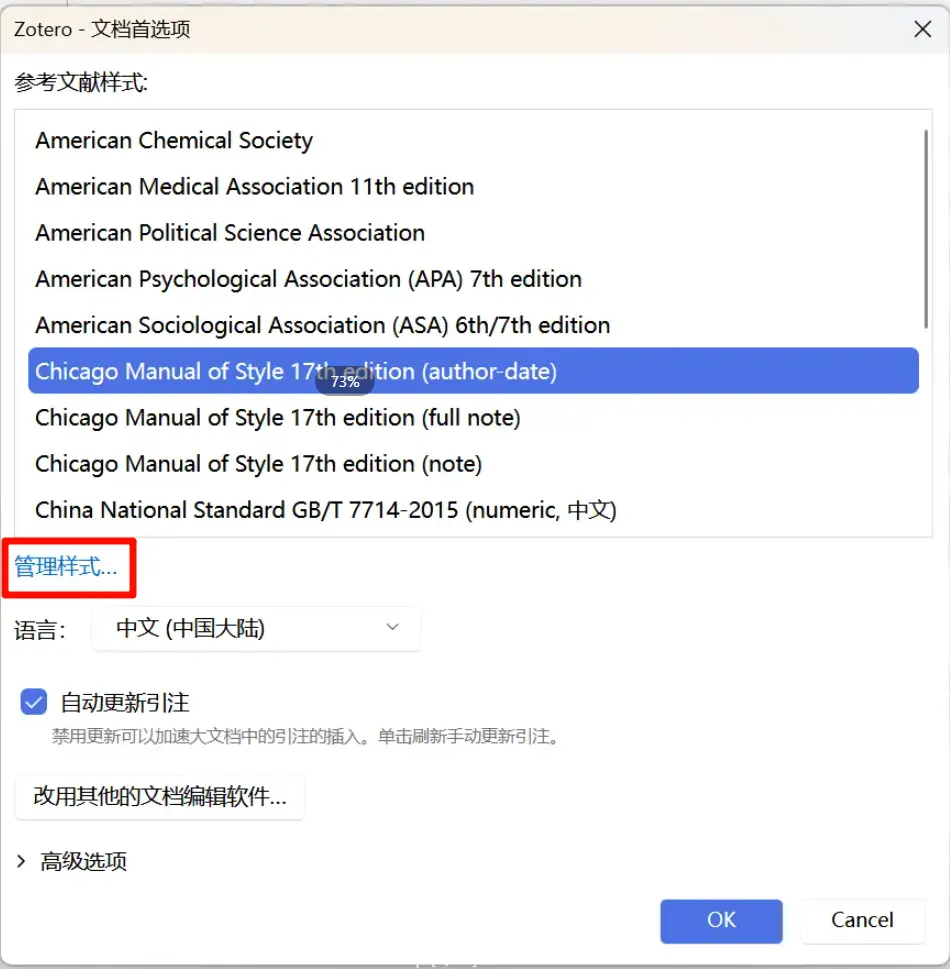 Zotero - 文档首选项
参考文献样式:
American Chemical Society
American Medical Association 11th edition
American Political Science Association
American Psychological Association (APA) 7th edition
American Sociological Association (ASA) 6th/7th edition
Chicago Manual of Style 17th edition (author-date)
73%
Chicago Manual of Style 17th edition (full note)
Chicago Manual of Style 17th edition (note)
China National Standard GB/T 7714-2015 (numeric, 中文)
管理样式...
语言: 中文 (中国大陆)
自动更新引注
禁用更新可以加速大文档中的引注的插入。单击刷新手动更新引注。
改用其他的文档编辑软件...
高级选项
OK Cancel